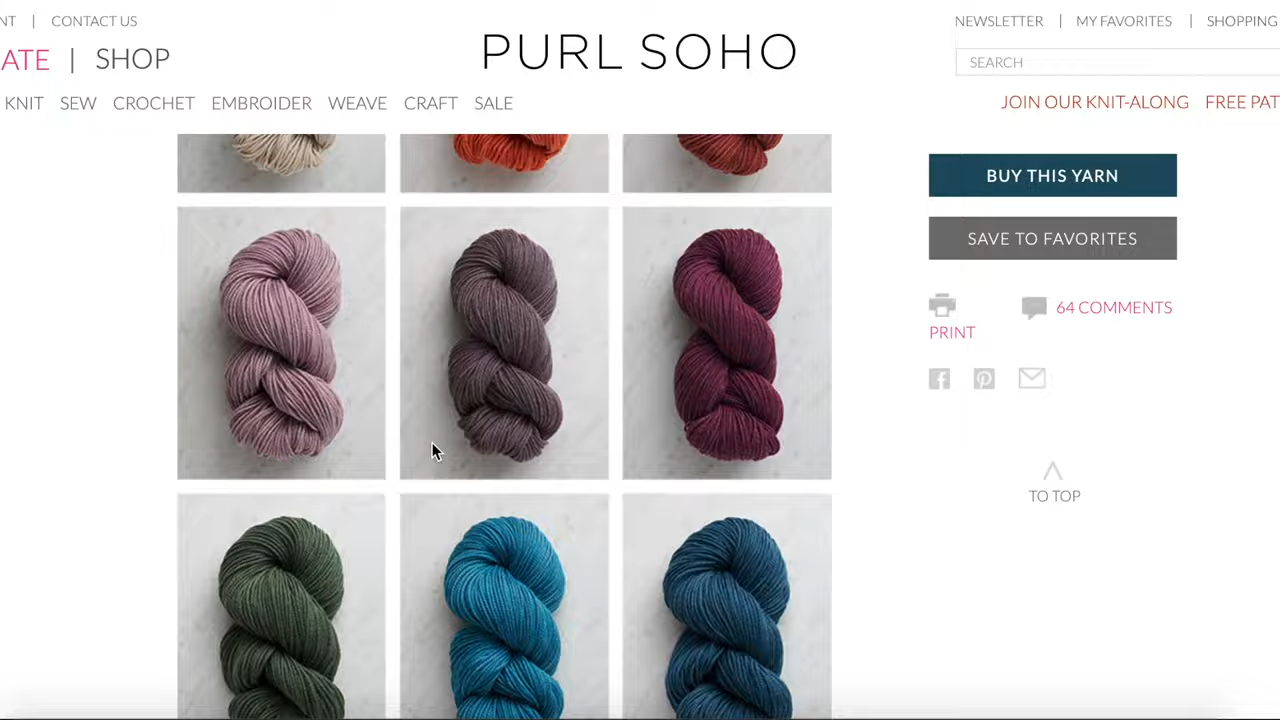 NT | CONTACT US
NEWSLETTER | MY FAVORITES | SHOPPING
ATE | SHOP
PURL SOHO
SEARCH
KNIT SEW CROCHET EMBROIDER WEAVE CRAFT SALE
JOIN OUR KNIT-ALONG FREE PAT
BUY THIS YARN
SAVE TO FAVORITES
PRINT
64 COMMENTS
TO TOP